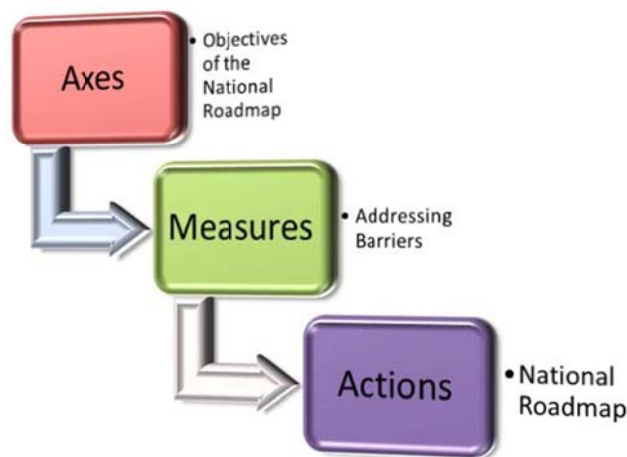 Axes
• Objectives
of the
National
Roadmap
Measures
• Addressing
Barriers
Actions
• National
Roadmap